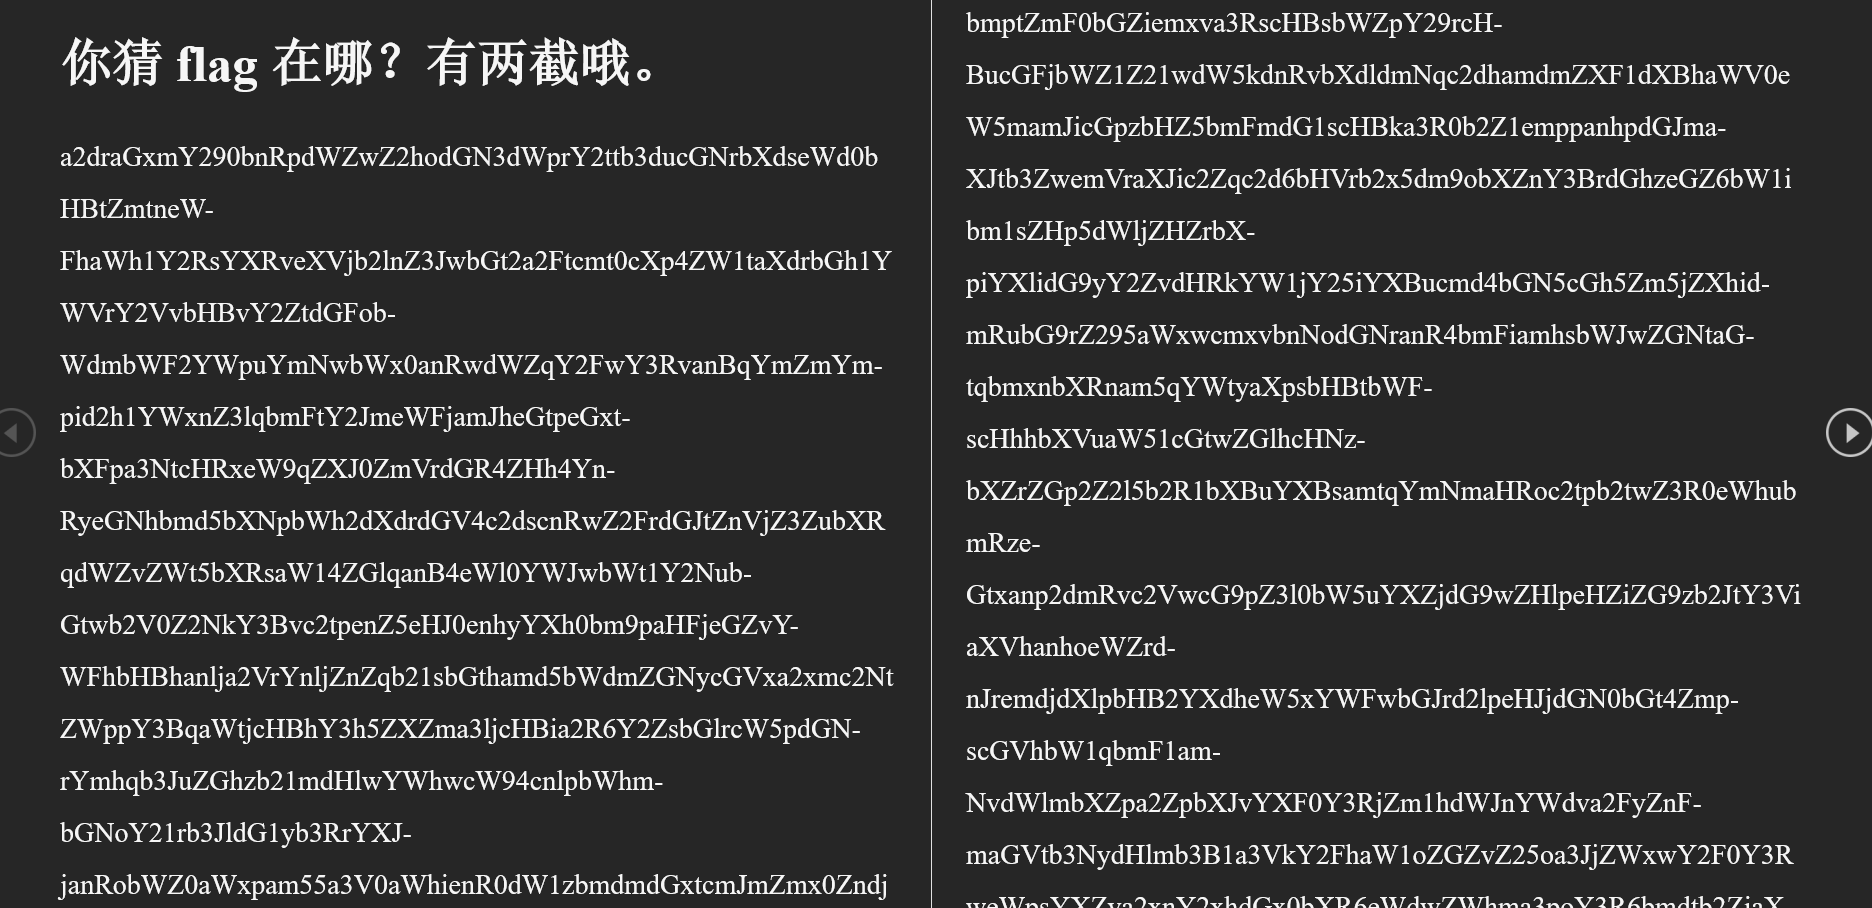 你猜 flag 在哪？有两截哦。
a2draGxmY290bnRpdWZwZ2hodGN3dWprY2ttb3ducGNrbXdseWd0b
HBtZmtneW-
FhaWh1Y2RsYXRveXVjb2lnZ3JwbGt2a2Ftcmt0cXp4ZW1taXdrbGh1Y
WVrY2VvbHBvY2ZtdGFob-
WdmbWF2YWpuYmNwbWx0anRwdWZqY2FwY3RvanBqYmZmYm-
pid2h1YWxnZ3lqbmFtY2JmeWFjamJheGtpeGxt-
bXFpa3NtcHRxeW9qZXJ0ZmVrdGR4ZHh4Yn-
RyeGNhbmd5bXNpbWh2dXdrdGV4c2dscnRwZ2FrdGJtZnVjZ3ZubXR
qdWZvZWt5bXRsaW14ZGlqanB4eWl0YWJwbWt1Y2Nub-
Gtwb2V0Z2NkY3Bvc2tpenZ5eHJ0enhyYXh0bm9paHFjeGZvY-
WFhbHBhanlja2VrYnljZnZqb21sbGthamd5bWdmZGNycGVxa2xmc2Nt
ZWppY3BqaWtjcHBhY3h5ZXZma3ljcHBia2R6Y2ZsbGlrcW5pdGN-
rYmhqb3JuZGhzb21mdHlwYWhwcW94cnlpbWhm-
bGNoY21rb3JldG1yb3RrYXJ-
janRobWZ0aWxpam55a3V0aWhienR0dW1zbmdmdGxtcmJmZmx0Zndj
bmptZmF0bGZiemxva3RscHBsbWZpY29rcH-
BucGFjbWZ1Z21wdW5kdnRvbXdldmNqc2dhamdmZXF1dXBhaWV0e
W5mamJicGpzbHZ5bmFmdG1scHBka3R0b2Z1emppanhpdGJma-
XJtb3ZwemVraXJic2Zqc2d6bHVrb2x5dm9obXZnY3BrdGhzeGZ6bW1i
bm1sZHp5dWljZHZrbX-
piYXlidG9yY2ZvdHRkYW1jY25iYXBucmd4bGN5cGh5Zm5jZXhid-
mRubG9rZ295aWxwcmxvbnNodGNranR4bmFiamhsbWJwZGNtaG-
tqbmxnbXRnam5qYWtyaXpsbHBtbWF-
scHhhbXVuaW51cGtwZGlhcHNz-
bXZrZGp2Z2l5b2R1bXBuYXBsamtqYmNmaHRoc2tpb2twZ3R0eWhub
mRze-
Gtxanp2dmRvc2VwcG9pZ3l0bW5uYXZjdG9wZHlpeHZiZG9zb2JtY3Vi
aXVhanhoeWZrd-
nJremdjdXlpbHB2YXdheW5xYWFwbGJrd2lpeHJjdGN0bGt4Zmp-
scGVhbW1qbmF1am-
NvdWlmbXZpa2ZpbXJvYXF0Y3RjZm1hdWJnYWdva2FyZnF-
maGVtb3NydHlmb3B1a3VkY2FhaW1oZGZvZ25oa3JjZWxwY2F0Y3R